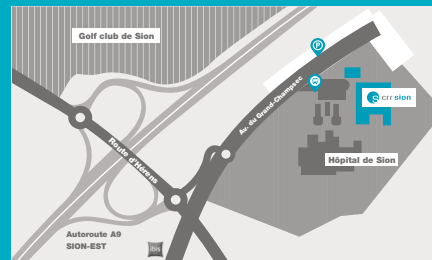 Golf club de Sion
P
Av. du Grand-Champsec
crr sion
Route d'Hérens
Hôpital de Sion
Autoroute A9
SION-EST
ibis